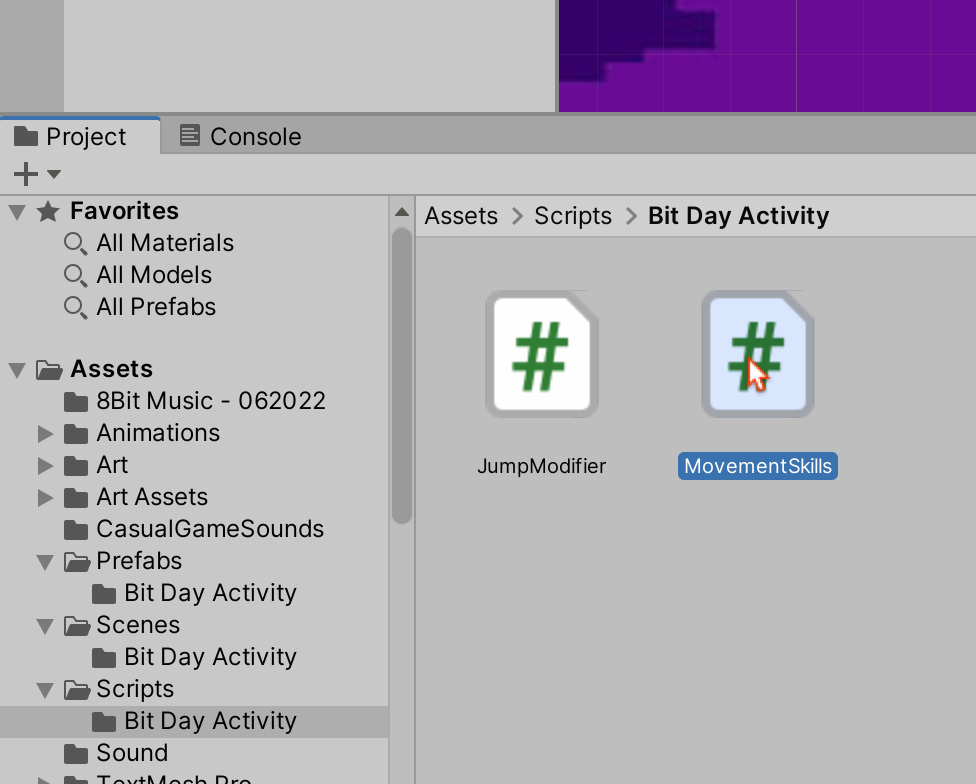 Project
Console
Favorites
All Materials
All Models
All Prefabs
Assets
8Bit Music - 062022
Animations
Art
Art Assets
CasualGameSounds
Prefabs
Bit Day Activity
Scenes
Bit Day Activity
Scripts
Bit Day Activity
Sound
TextMesh Pro
Assets > Scripts > Bit Day Activity
#
#
JumpModifier
MovementSkills